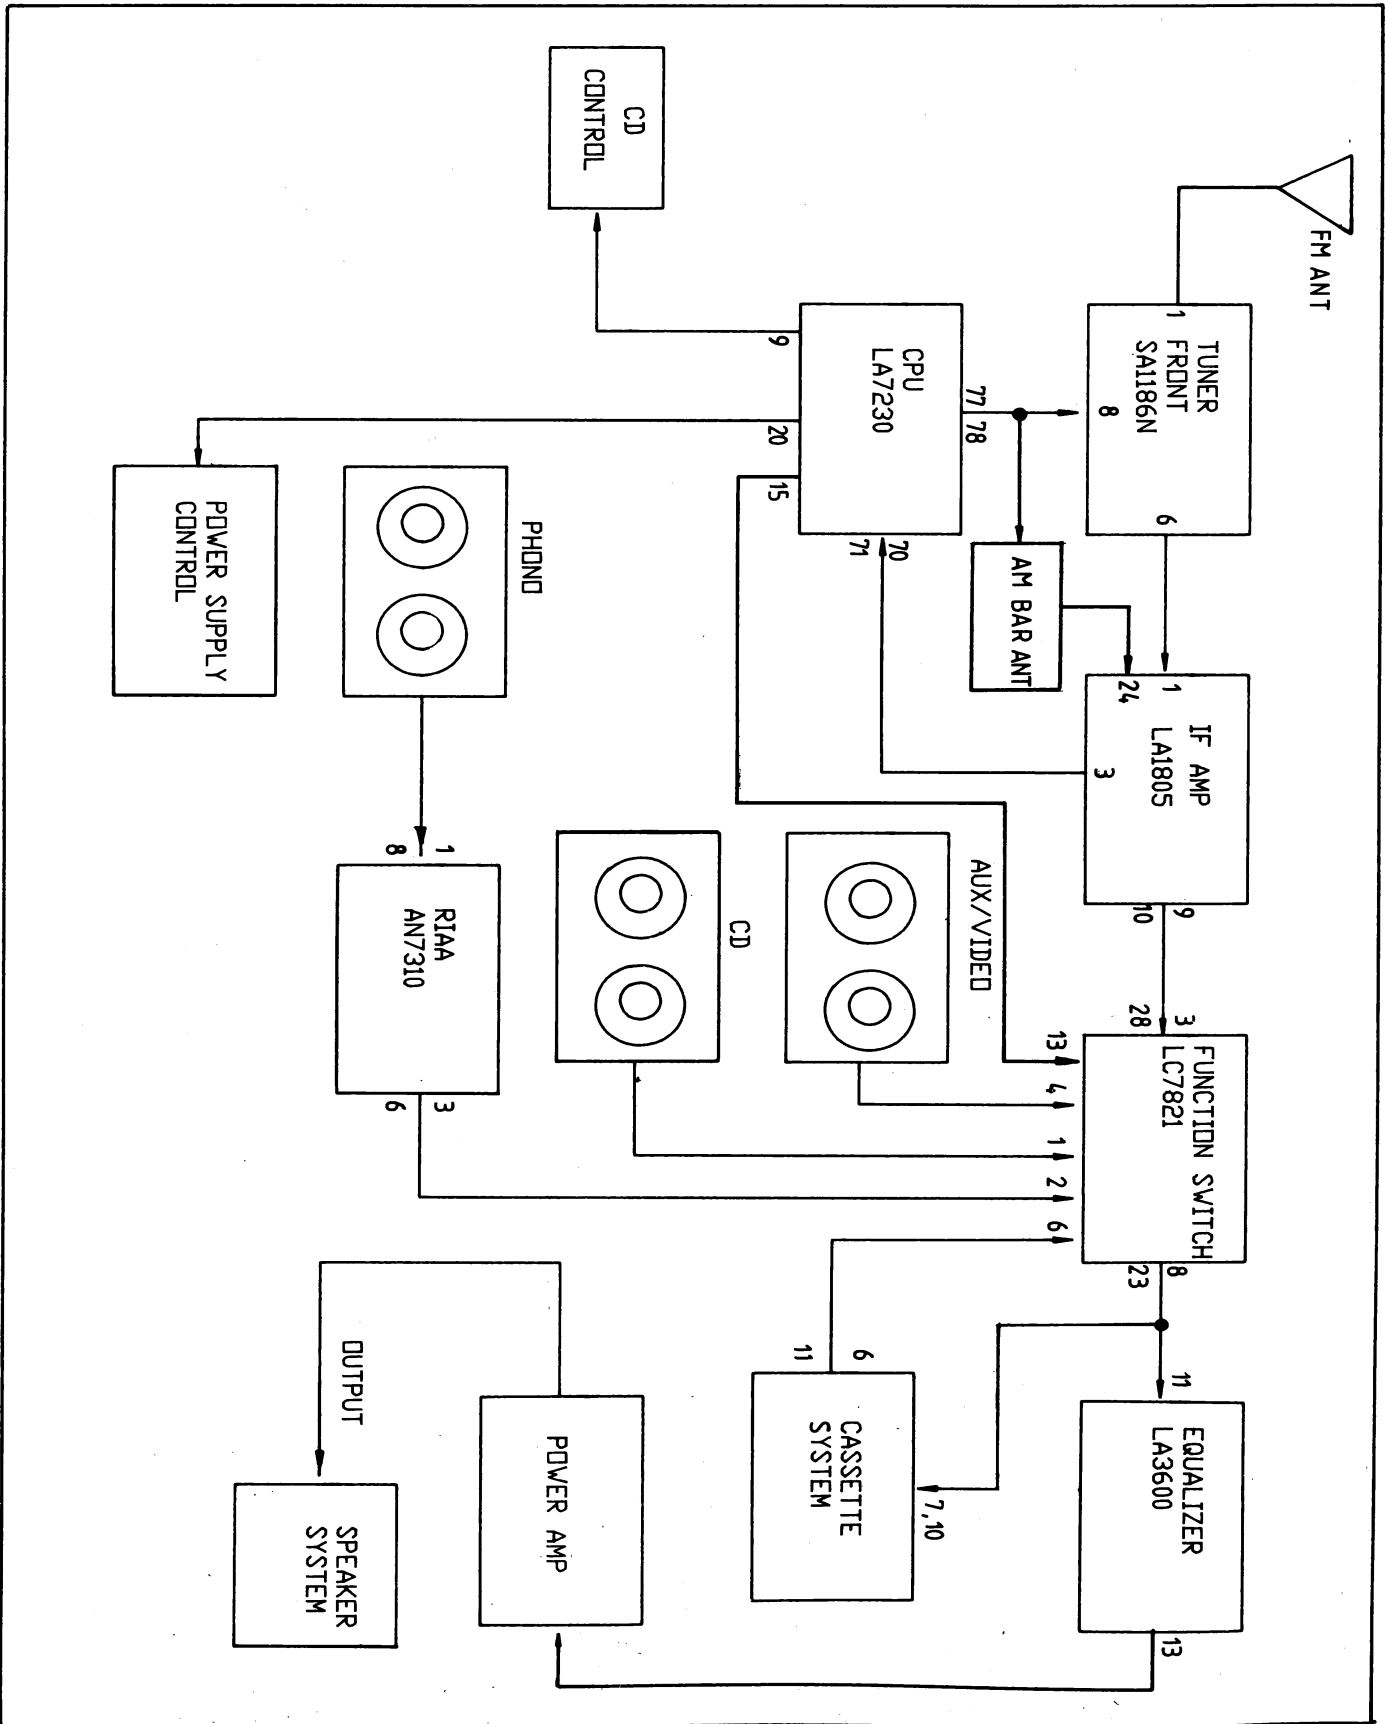 FM ANT
1
TUNER
FRONT
SA1186N
8
6
1
24
IF AMP
LA1805
3
9
10
3
28
FUNCTION SWITCH
LC7821
8
23
11
EQUALIZER
LA3600
13
77
78
AM BAR ANT
CPU
LA7230
9
20
15
70
71
AUX/VIDEO
13
4
1
2
6
CD
CONTROL
CD
6
11
CASSETTE
SYSTEM
7,10
PHONO
1
8
RIAA
AN7310
3
6
POWER AMP
POWER SUPPLY
CONTROL
OUTPUT
SPEAKER
SYSTEM